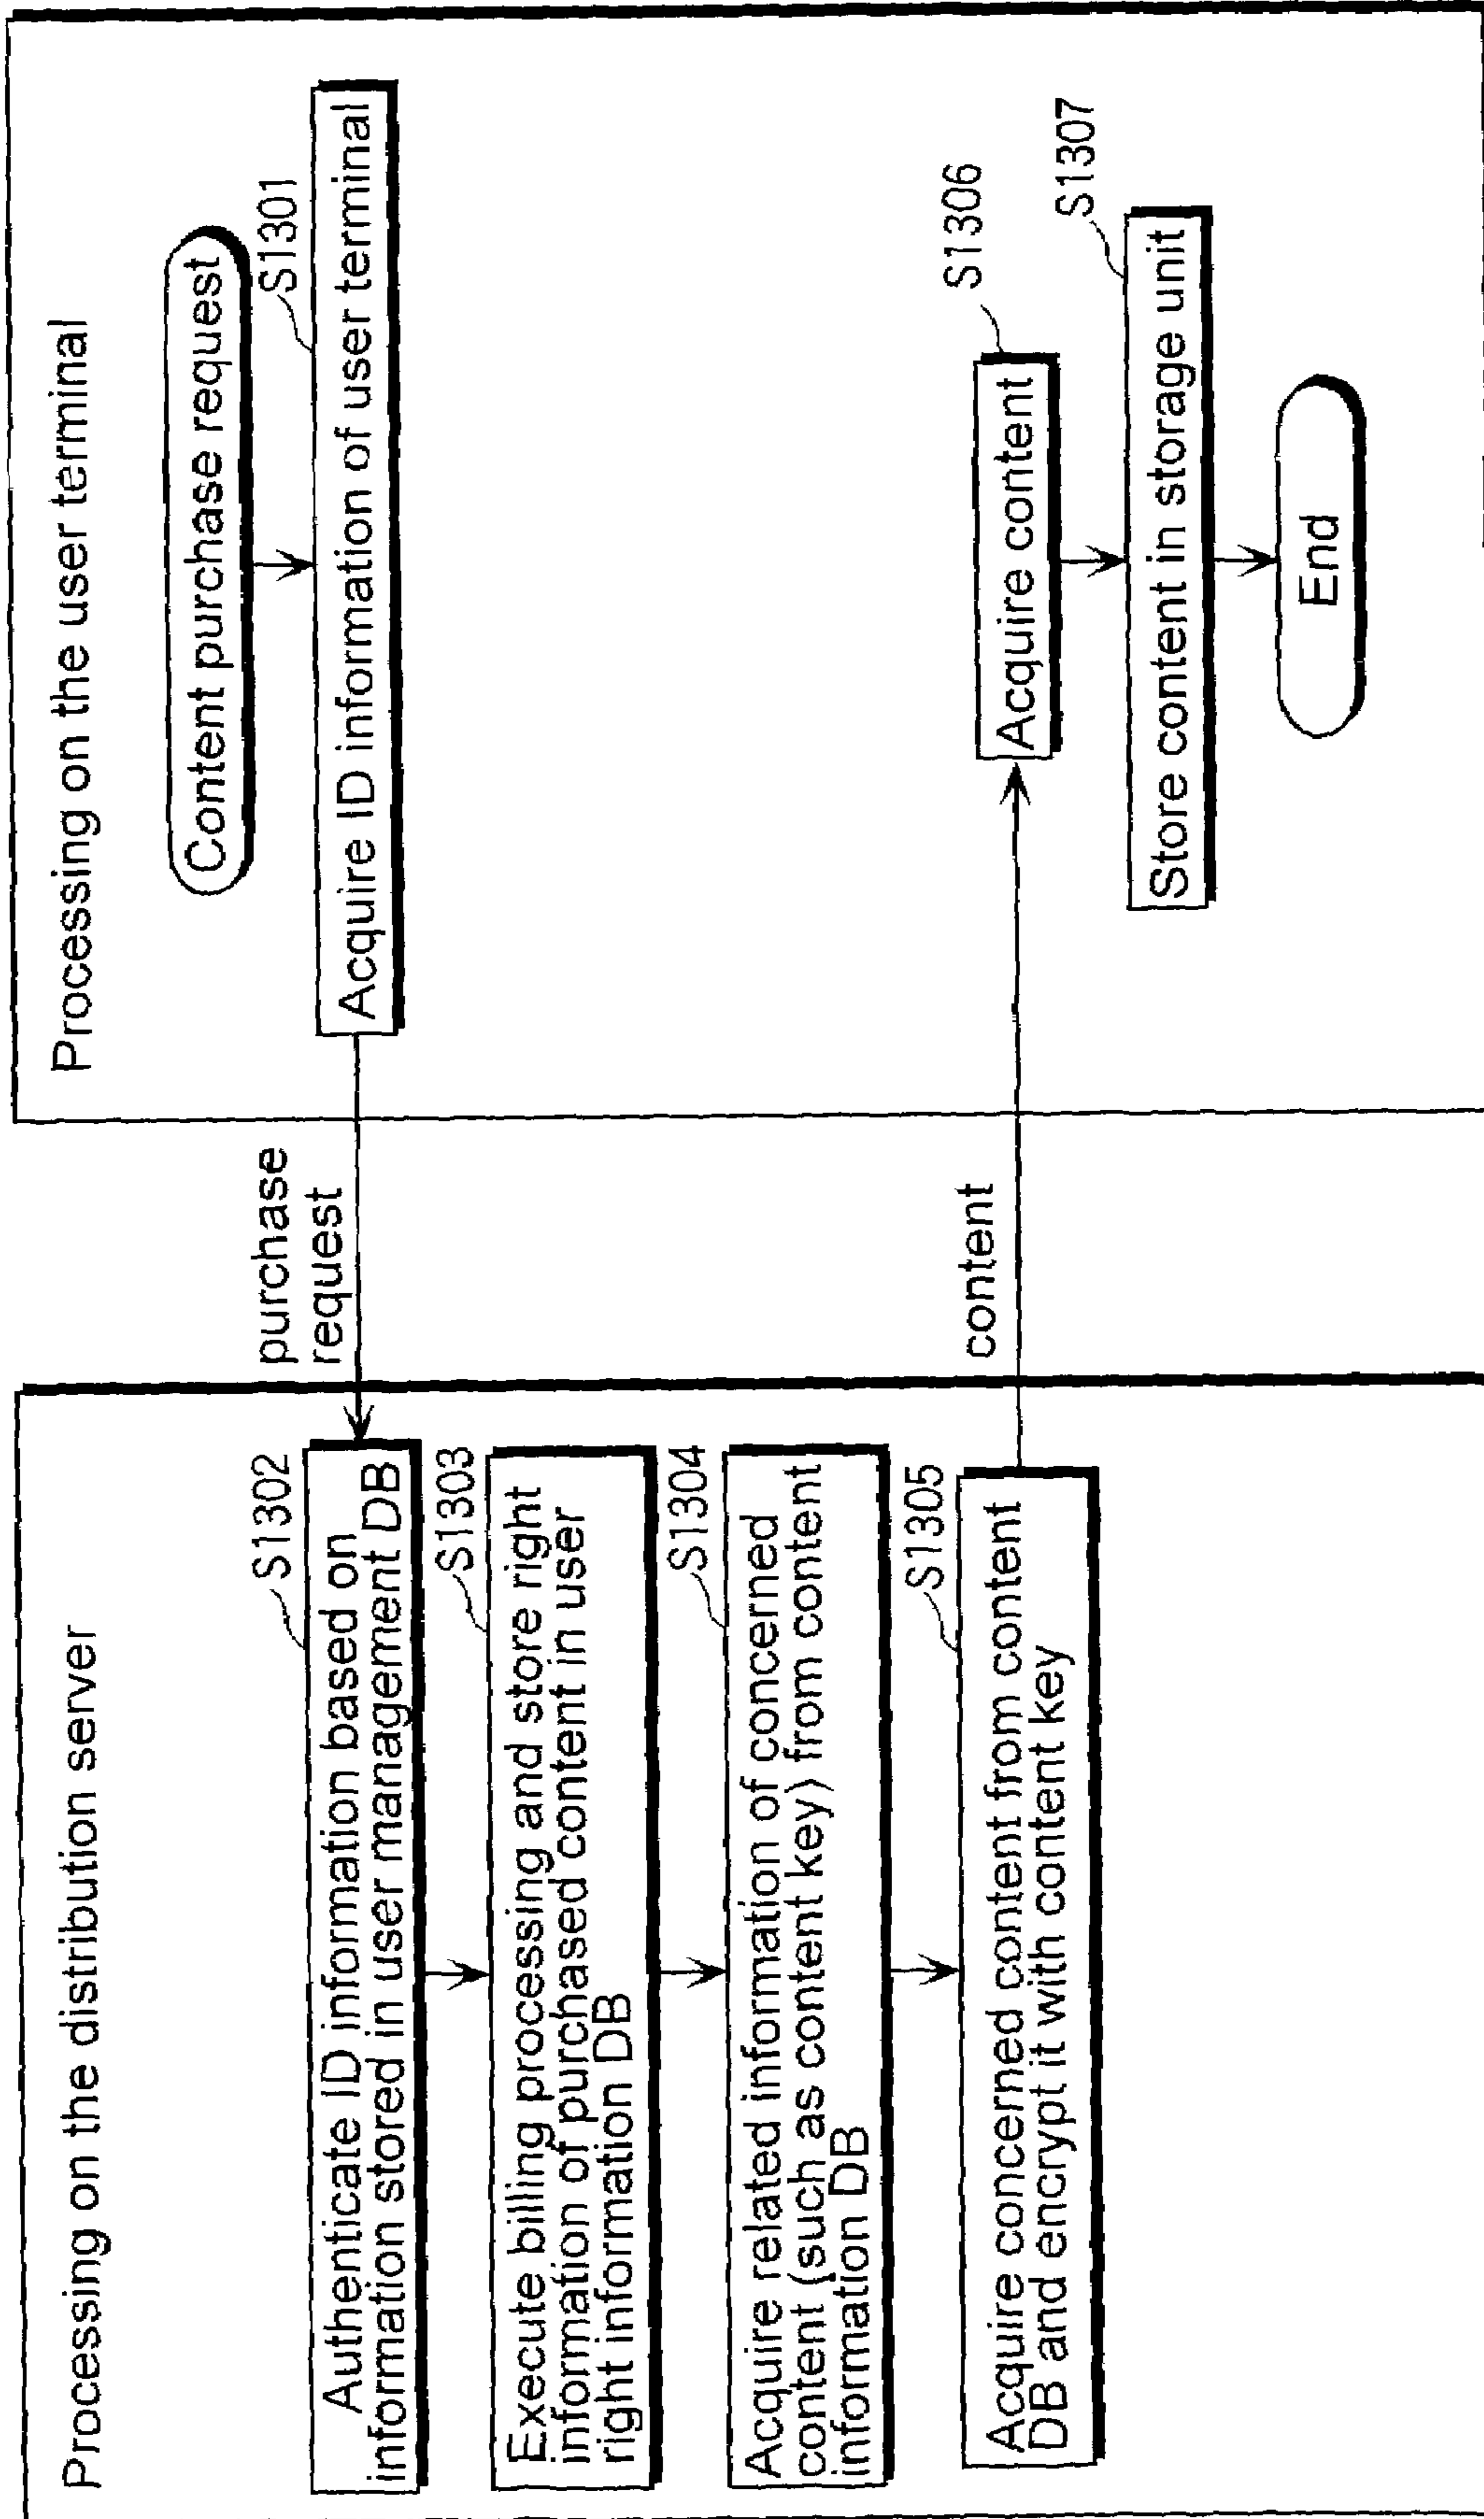 Processing on the distribution server
S1302
Authenticate ID information based on
information stored in user management DB
S1303
Execute billing processing and store right
information of purchased content in user
right information DB
S1304
Acquire related information of concerned
content (such as content key) from content
information DB
S1305
Acquire concerned content from content
DB and encrypt it with content key
purchase
request
content
Processing on the user terminal
Content purchase request
S1301
Acquire ID information of user terminal
S1306
Acquire content
S1307
Store content in storage unit
End